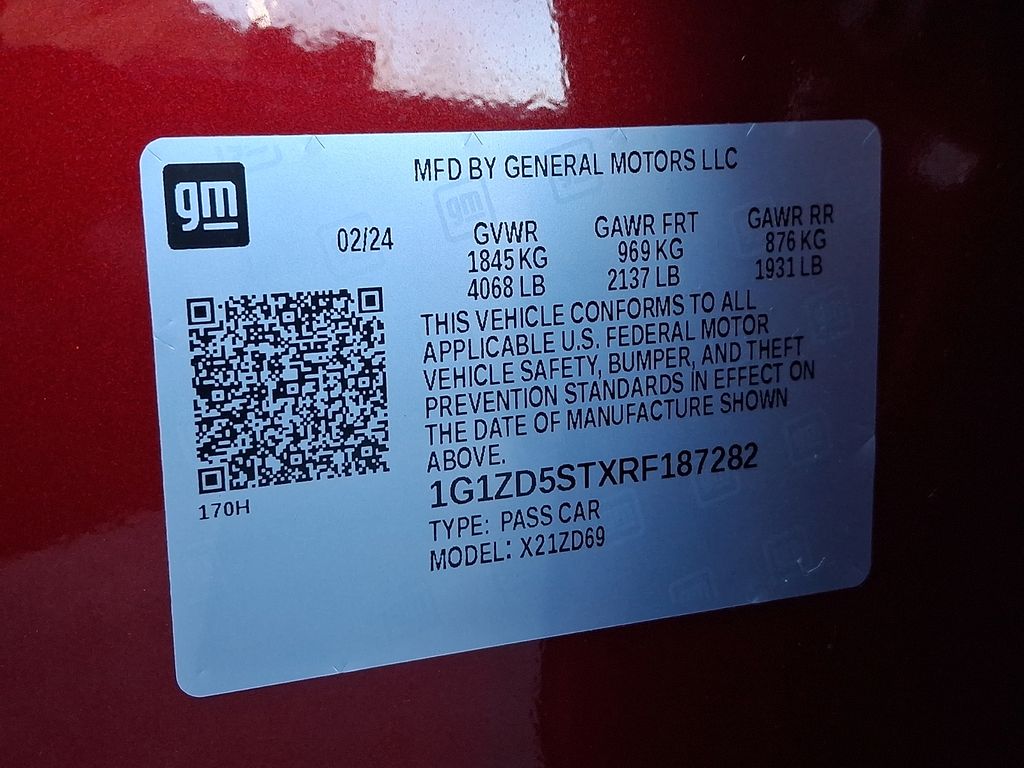 gm
MFD BY GENERAL MOTORS LLC
02/24
GVWR
1845 KG
4068 LB
GAWR FRT
969 KG
2137 LB
GAWR RR
876 KG
1931 LB
THIS VEHICLE CONFORMS TO ALL
APPLICABLE U.S. FEDERAL MOTOR
VEHICLE SAFETY, BUMPER, AND THEFT
PREVENTION STANDARDS IN EFFECT ON
THE DATE OF MANUFACTURE SHOWN
ABOVE.
1G1ZD5STXRF187282
TYPE: PASS CAR
MODEL: X21ZD69
170H